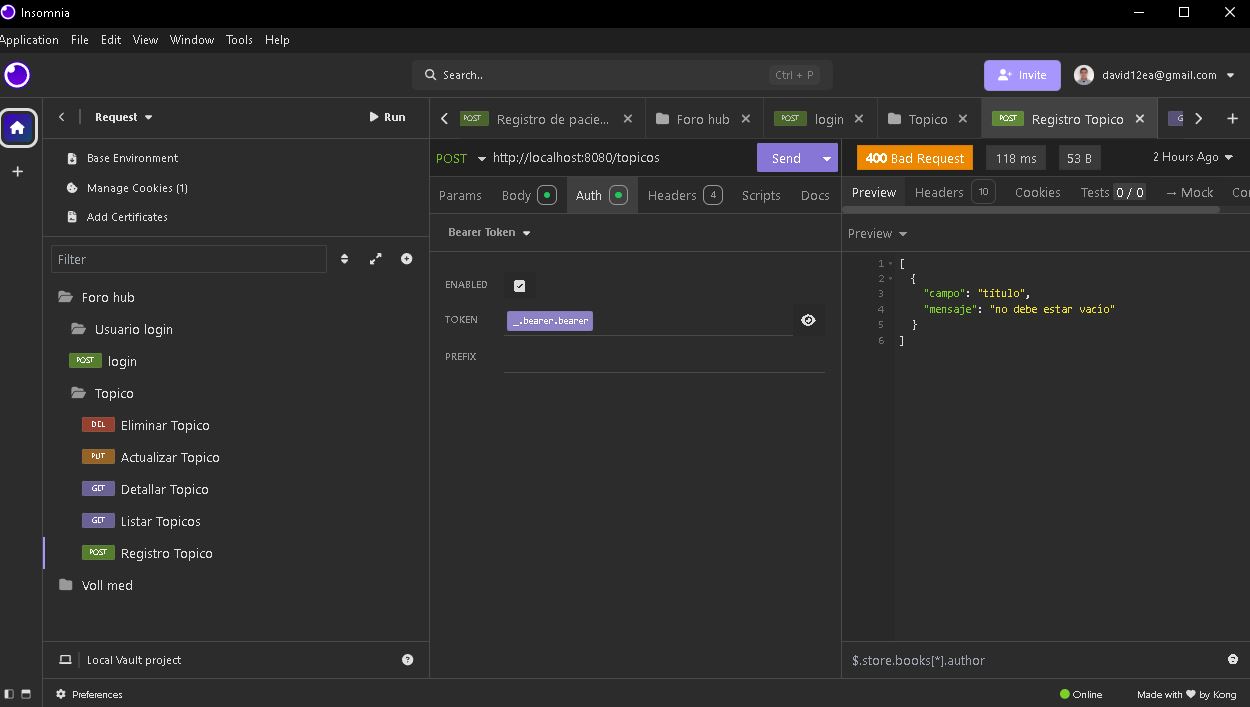 Insomnia
Application File Edit View Window Tools Help
Search.. Ctrl + P
Invite
david12ea@gmail.com
Request
Run
Base Environment
Manage Cookies (1)
Add Certificates
Filter
Foro hub
Usuario login
POST login
Topico
DEL Eliminar Topico
PUT Actualizar Topico
GET Detallar Topico
GET Listar Topicos
POST Registro Topico
Voll med
Local Vault project
Preferences
POST Registro de pacie...
Foro hub
POST login
Topico
POST Registro Topico
G
POST http://localhost:8080/topicos
Send
Params Body Auth Headers 4 Scripts Docs
Bearer Token
ENABLED
TOKEN _.bearer.bearer
PREFIX
400 Bad Request 118 ms 53 B 2 Hours Ago
Preview Headers 10 Cookies Tests 0 / 0 → Mock Co
Preview
1 [
2 {
3 "campo": "titulo",
4 "mensaje": "no debe estar vacío"
5 }
6 ]
$.store.books[*].author
Online
Made with ❤ by Kong